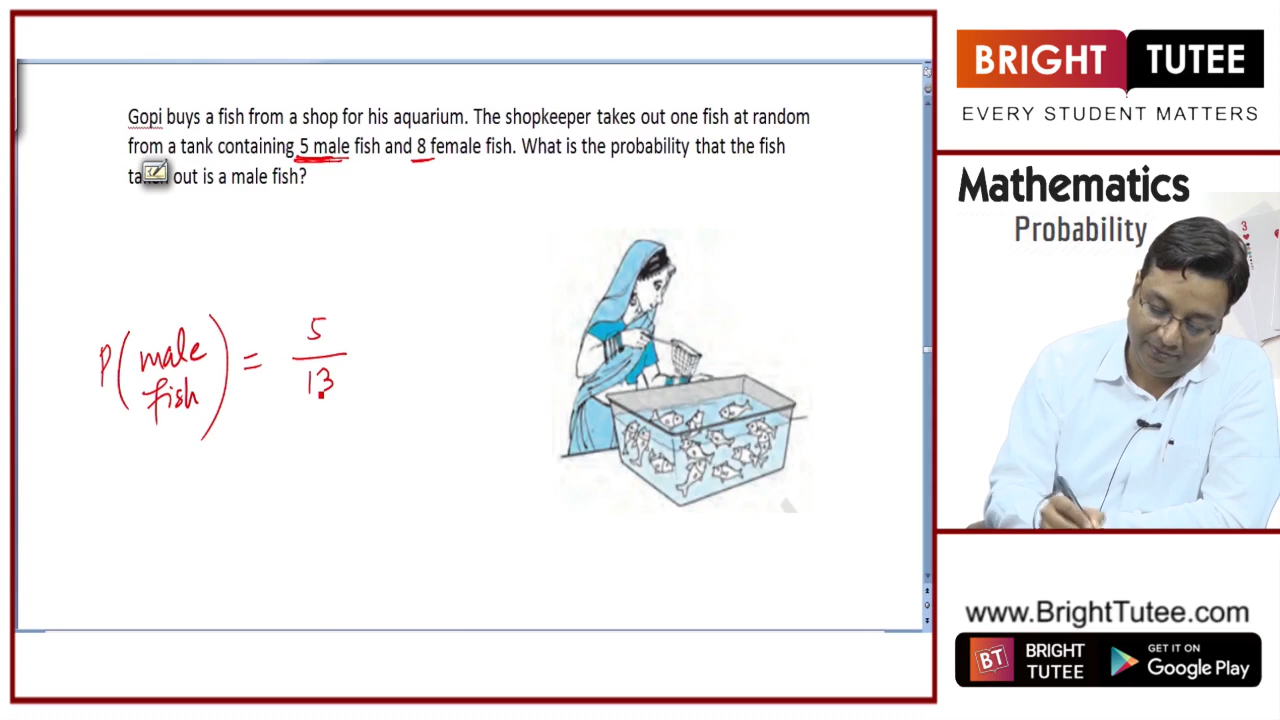 Gopi buys a fish from a shop for his aquarium. The shopkeeper takes out one fish at random
from a tank containing 5 male fish and 8 female fish. What is the probability that the fish
out is a male fish?
P(male fish) = 5/13
BRIGHT TUTEE
EVERY STUDENT MATTERS
Mathematics
Probability
3
www.BrightTutee.com
BT
BRIGHT
TUTEE
GET IT ON
Google Play